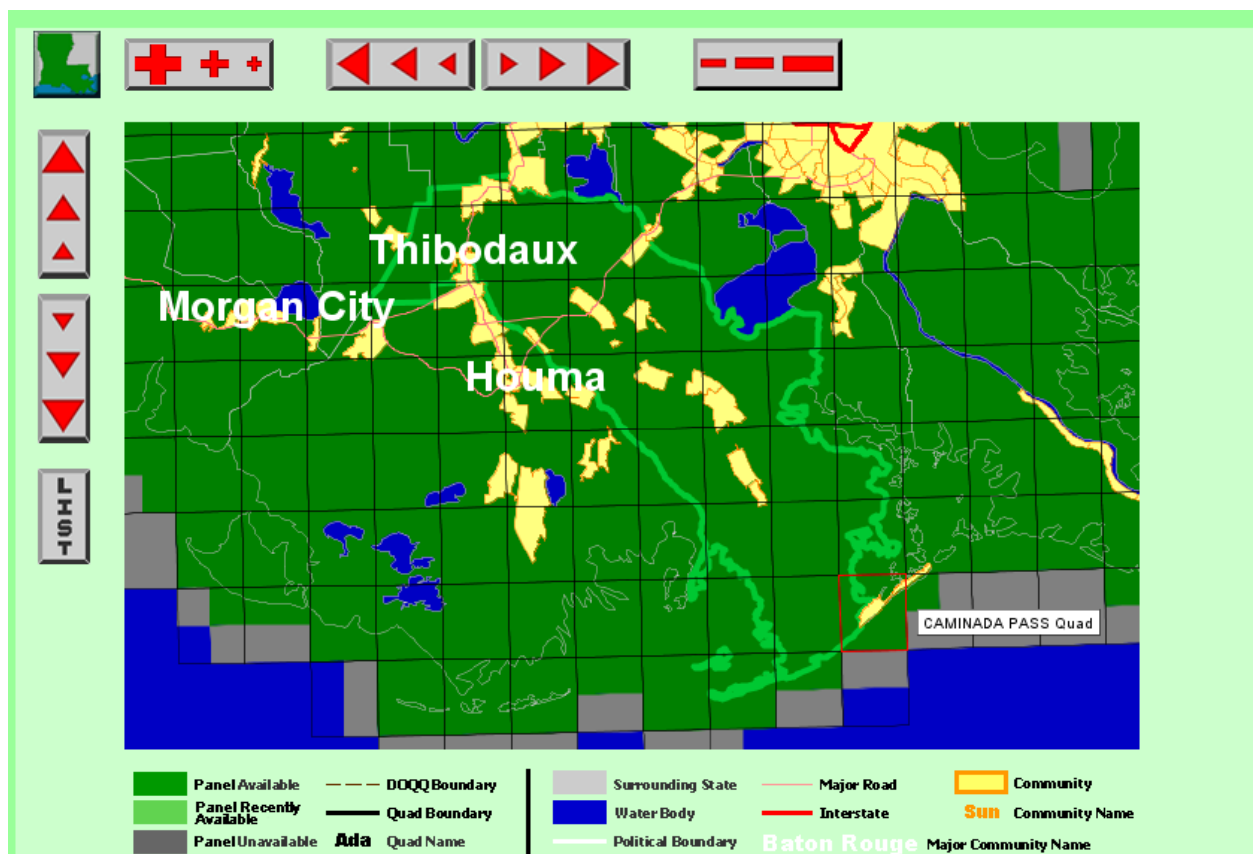 LIST
Thibodaux
Morgan City
Houma
CAMINADA PASS Quad
Panel Available
DOQQ Boundary
Surrounding State
Major Road
Community
Panel Recently
Available
Quad Boundary
Water Body
Interstate
Sun Community Name
Panel Unavailable
Ada Quad Name
Political Boundary
Baton Rouge Major Community Name